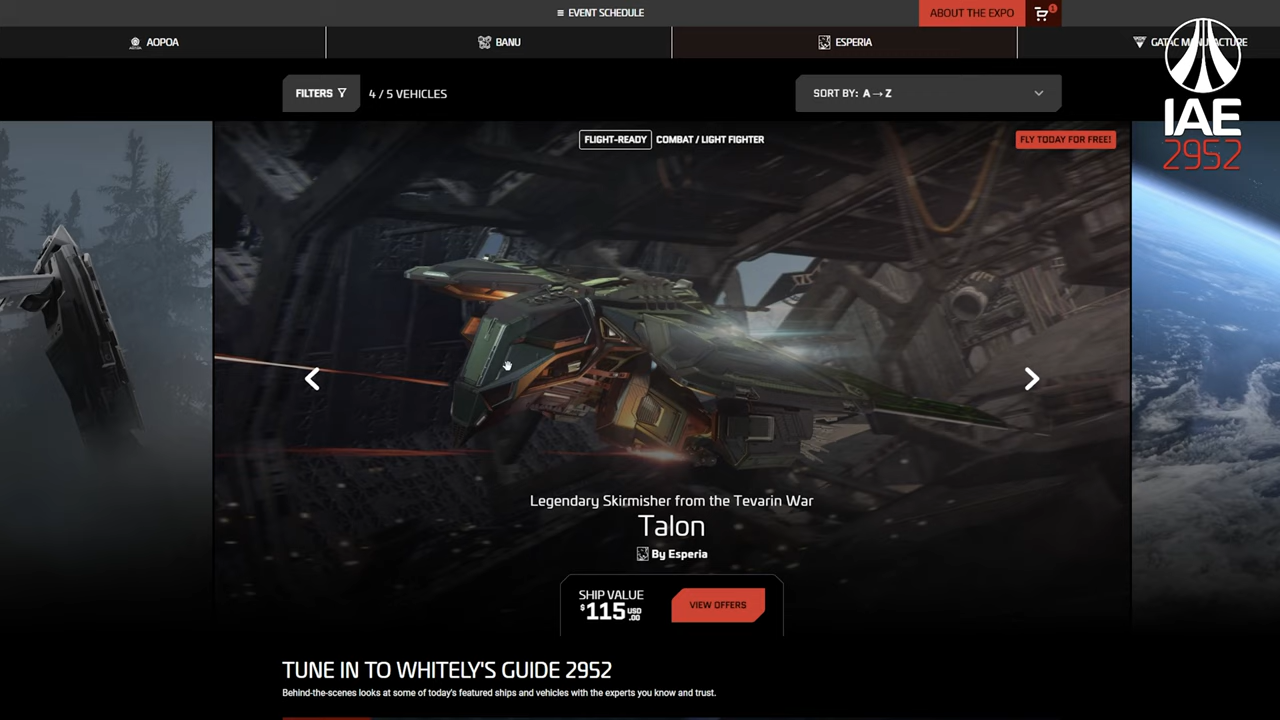 ≡ EVENT SCHEDULE
ABOUT THE EXPO
1
AOPOA
BANU
ESPERIA
GATAC MANUFACTURE
IAE
2952
FILTERS
4 / 5 VEHICLES
SORT BY: A→Z
FLIGHT-READY
COMBAT / LIGHT FIGHTER
FLY TODAY FOR FREE!
Legendary Skirmisher from the Tevarin War
Talon
By Esperia
SHIP VALUE
$115 USD .00
VIEW OFFERS
TUNE IN TO WHITELY'S GUIDE 2952
Behind-the-scenes looks at some of today's featured ships and vehicles with the experts you know and trust.